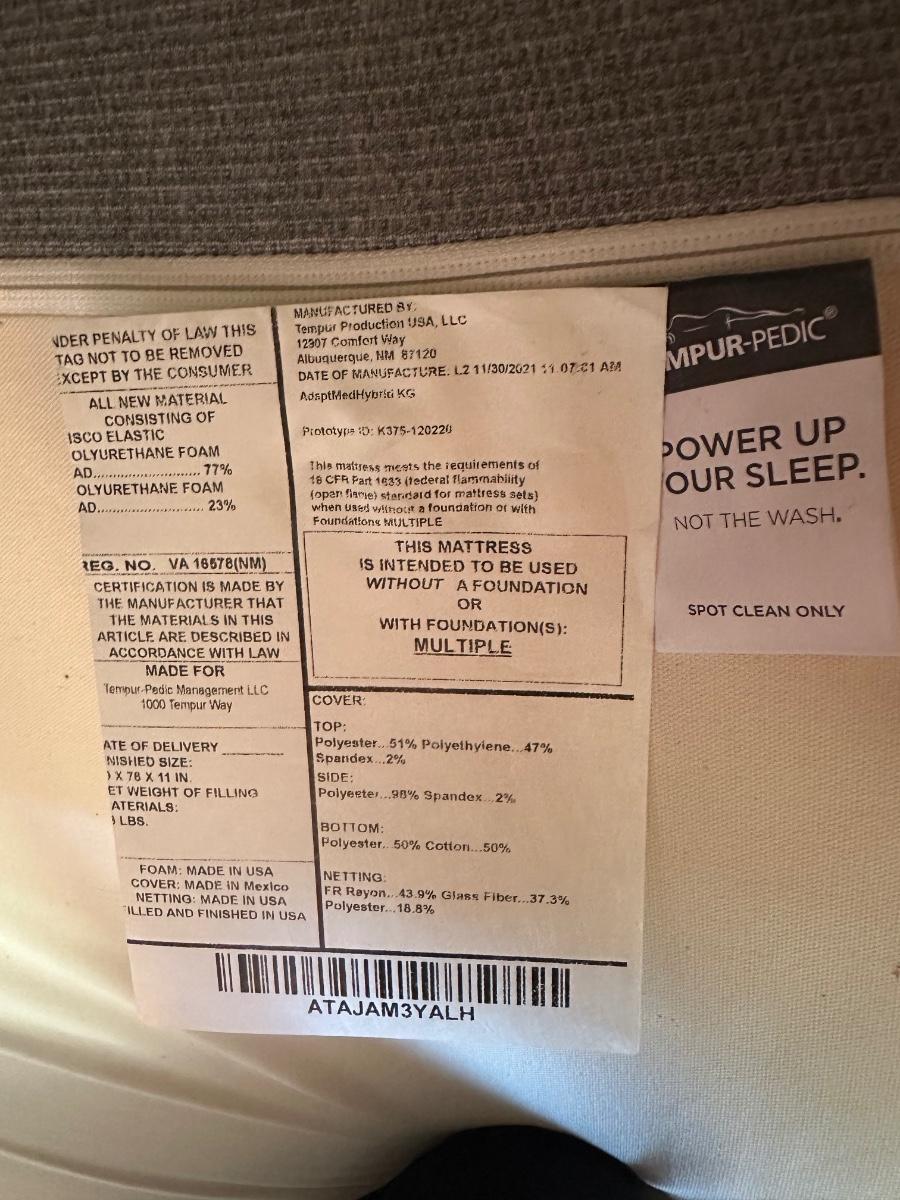 NDER PENALTY OF LAW THIS
TAG NOT TO BE REMOVED
EXCEPT BY THE CONSUMER
ALL NEW MATERIAL
CONSISTING OF
ISCO ELASTIC
OLYURETHANE FOAM
AD............................ 77%
OLYURETHANE FOAM
AD............................ 23%
REG. NO. VA 16578(NM)
CERTIFICATION IS MADE BY
THE MANUFACTURER THAT
THE MATERIALS IN THIS
ARTICLE ARE DESCRIBED IN
ACCORDANCE WITH LAW
MADE FOR
Tempur-Pedic Management LLC
1000 Tempur Way
ATE OF DELIVERY __________
NISHED SIZE:
X 76 X 11 IN.
ET WEIGHT OF FILLING
ATERIALS:
LBS.
FOAM: MADE IN USA
COVER: MADE IN Mexico
NETTING: MADE IN USA
ILLED AND FINISHED IN USA
MANUFACTURED BY:
Tempur Production USA, LLC
12907 Comfort Way
Albuquerque, NM 87120
DATE OF MANUFACTURE: L2 11/30/2021 11:07:01 AM
AdaptMedHybrid KG
Prototype ID: K375-120220
This mattress meets the requirements of
16 CFR Part 1633 (federal flammability
(open flame) standard for mattress sets)
when used without a foundation or with
Foundations MULTIPLE
THIS MATTRESS
IS INTENDED TO BE USED
WITHOUT A FOUNDATION
OR
WITH FOUNDATION(S):
MULTIPLE
COVER:
TOP:
Polyester...51% Polyethylene...47%
Spandex...2%
SIDE:
Polyester...98% Spandex...2%
BOTTOM:
Polyester...50% Cotton...50%
NETTING:
FR Rayon...43.9% Glass Fiber...37.3%
Polyester...18.8%
ATAJAM3YALH
MPUR-PEDIC®
POWER UP
OUR SLEEP.
NOT THE WASH.
SPOT CLEAN ONLY